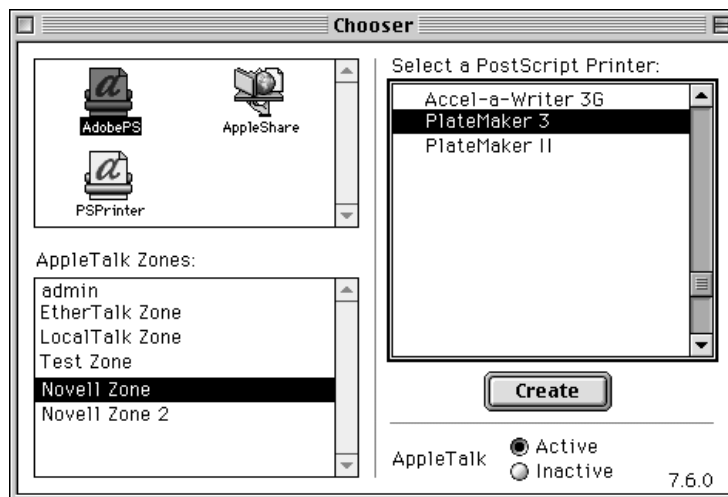 Chooser
AdobePS
AppleShare
PSPrinter
AppleTalk Zones:
admin
EtherTalk Zone
LocalTalk Zone
Test Zone
Novell Zone
Novell Zone 2
Select a PostScript Printer:
Accel-a-Writer 3G
PlateMaker 3
PlateMaker II
Create
AppleTalk
Active
Inactive
7.6.0